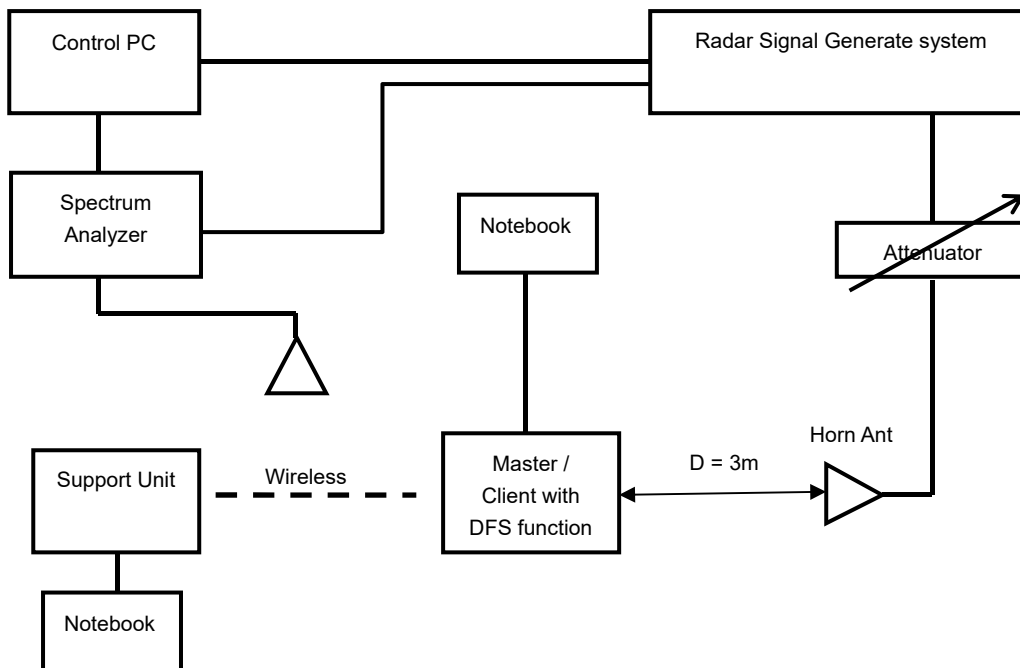 Control PC
Radar Signal Generate system
Spectrum
Analyzer
Notebook
Attenuator
Horn Ant
D = 3m
Master /
Client with
DFS function
Wireless
Support Unit
Notebook